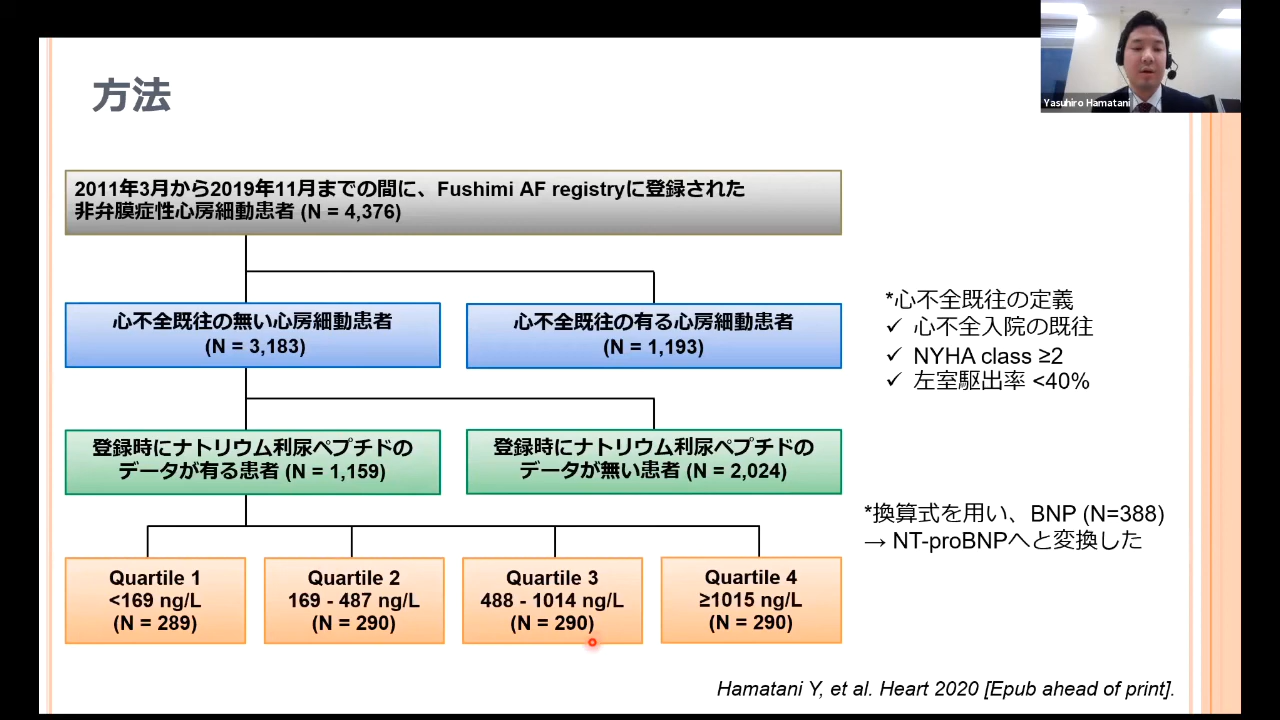 方法
Yasuhiro Hamatani
2011年3月から2019年11月までの間に、Fushimi AF registryに登録された
非弁膜症性心房細動患者 (N = 4,376)
心不全既往の無い心房細動患者
(N = 3,183)
心不全既往の有る心房細動患者
(N = 1,193)
*心不全既往の定義
✓ 心不全入院の既往
✓ NYHA class ≥2
✓ 左室駆出率 <40%
登録時にナトリウム利尿ペプチドの
データが有る患者 (N = 1,159)
登録時にナトリウム利尿ペプチドの
データが無い患者 (N = 2,024)
*換算式を用い、BNP (N=388)
→ NT-proBNPへと変換した
Quartile 1
<169 ng/L
(N = 289)
Quartile 2
169 - 487 ng/L
(N = 290)
Quartile 3
488 - 1014 ng/L
(N = 290)
Quartile 4
≥1015 ng/L
(N = 290)
Hamatani Y, et al. Heart 2020 [Epub ahead of print].